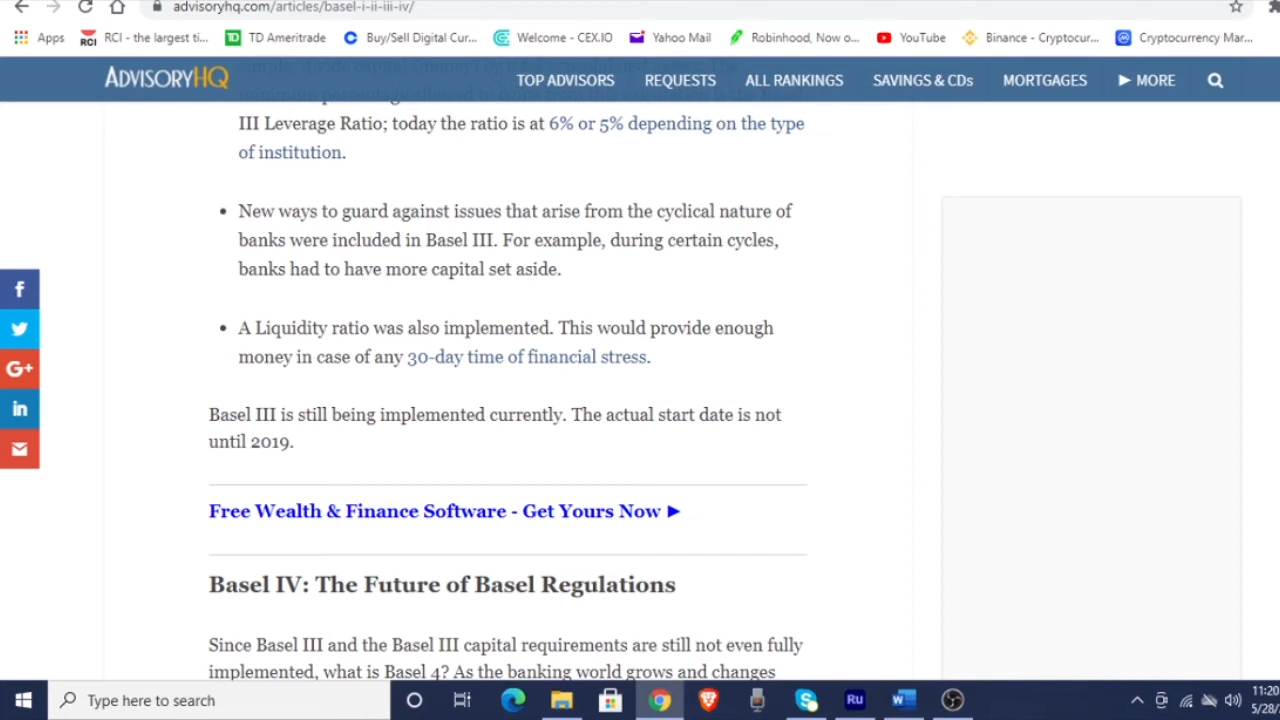 advisoryhq.com/articles/basel-i-ii-iii-iv/
Apps RCI - the largest ti... TD Ameritrade Buy/Sell Digital Cur... Welcome - CEX.IO Yahoo Mail Robinhood, Now o... YouTube Binance - Cryptocur... Cryptocurrency Mar...
ADVISORYHQ TOP ADVISORS REQUESTS ALL RANKINGS SAVINGS & CDs MORTGAGES ► MORE
III Leverage Ratio; today the ratio is at 6% or 5% depending on the type
of institution.
• New ways to guard against issues that arise from the cyclical nature of
banks were included in Basel III. For example, during certain cycles,
banks had to have more capital set aside.
• A Liquidity ratio was also implemented. This would provide enough
money in case of any 30-day time of financial stress.
Basel III is still being implemented currently. The actual start date is not
until 2019.
Free Wealth & Finance Software - Get Yours Now ►
Basel IV: The Future of Basel Regulations
Since Basel III and the Basel III capital requirements are still not even fully
implemented, what is Basel 4? As the banking world grows and changes
Type here to search
11:20
5/28/